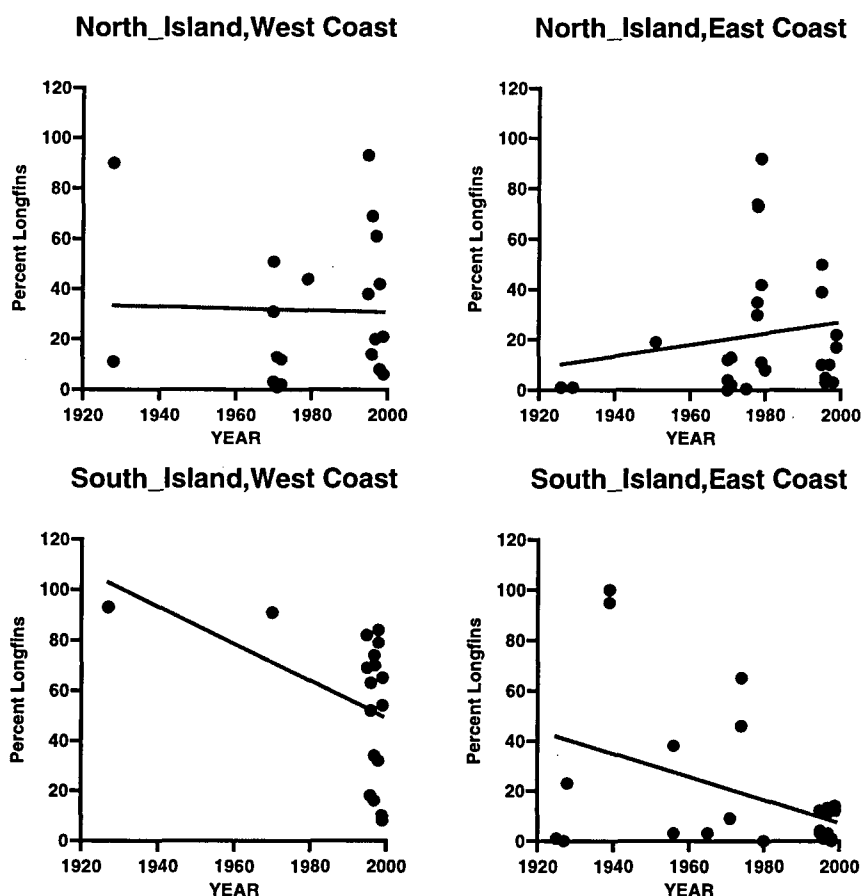 North_Island,West Coast
120
100
80
60
40
20
0
Percent Longfins
1920 1940 1960 1980 2000
YEAR
North_Island,East Coast
120
100
80
60
40
20
0
Percent Longfins
1920 1940 1960 1980 2000
YEAR
South_Island,West Coast
120
100
80
60
40
20
0
Percent Longfins
1920 1940 1960 1980 2000
YEAR
South_Island,East Coast
120
100
80
60
40
20
0
Percent Longfins
1920 1940 1960 1980 2000
YEAR